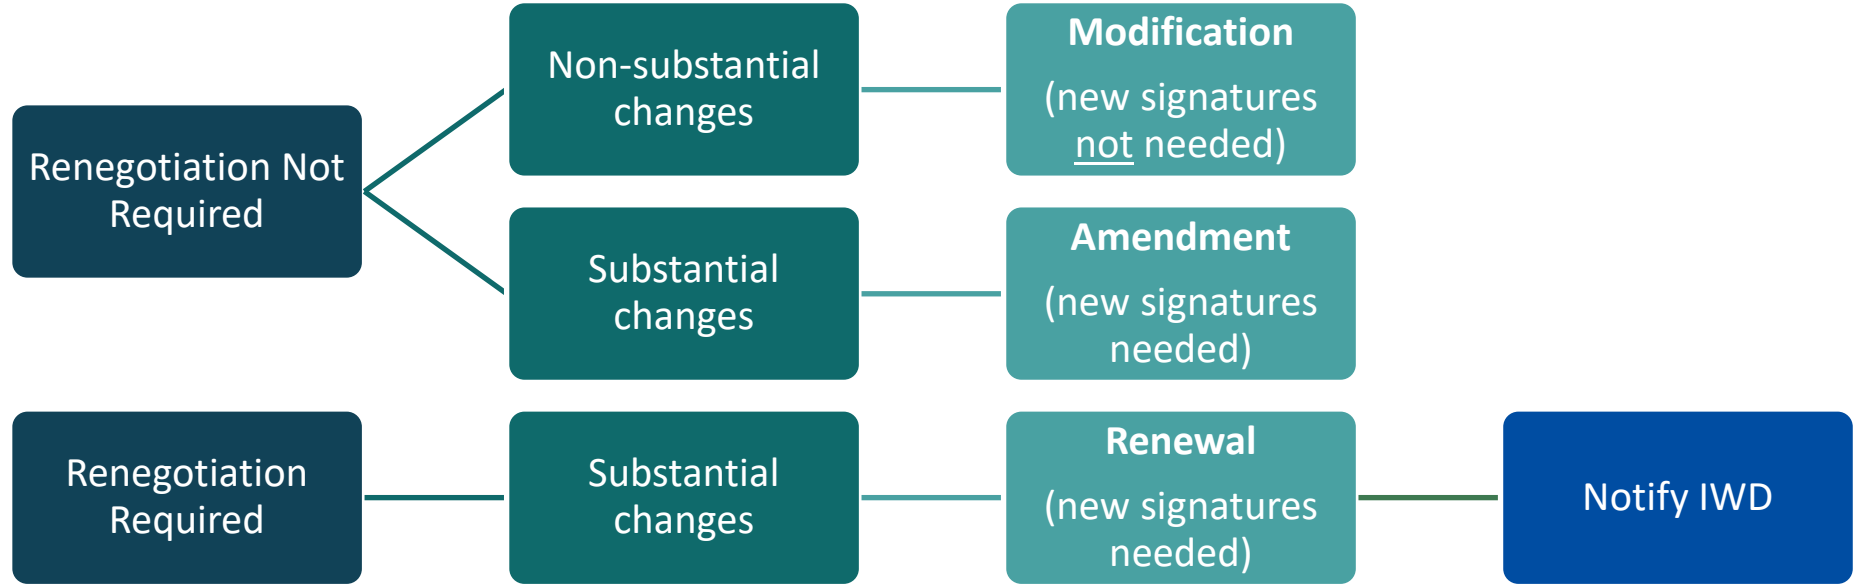 Renegotiation Not
Required
Non-substantial
changes
Modification
(new signatures
not needed)
Substantial
changes
Amendment
(new signatures
needed)
Renegotiation
Required
Substantial
changes
Renewal
(new signatures
needed)
Notify IWD